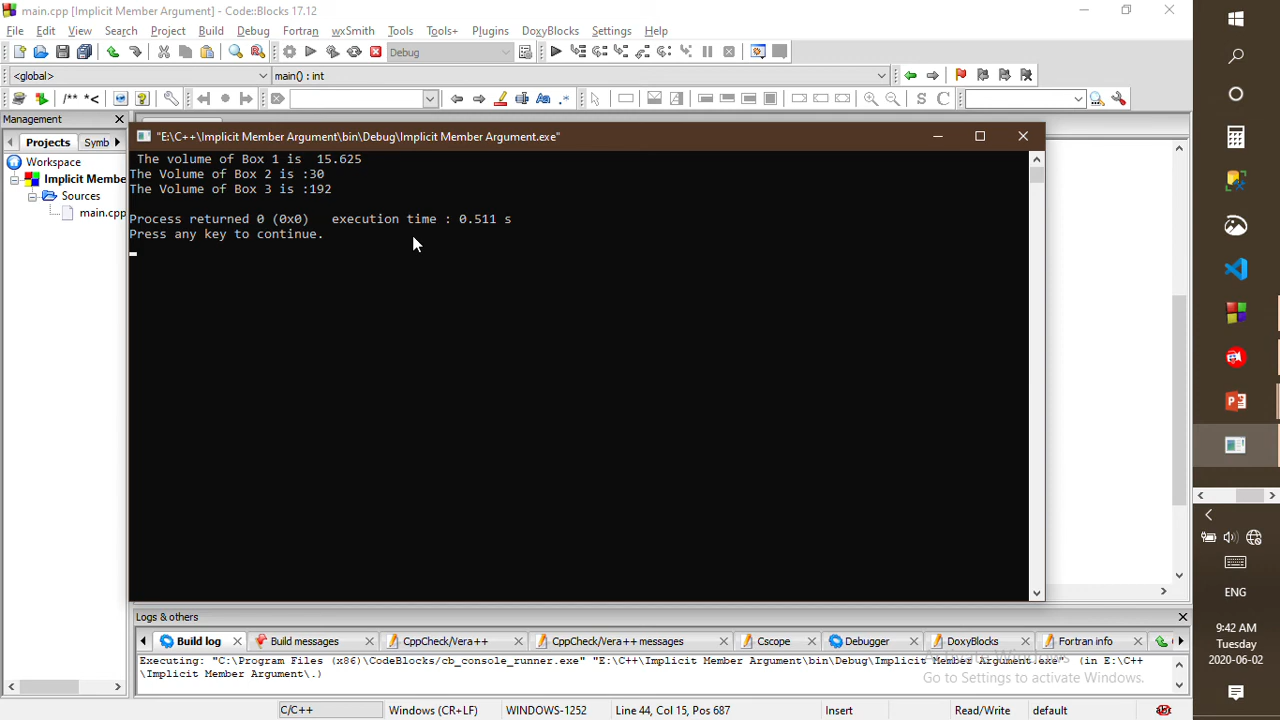 main.cpp [Implicit Member Argument] - Code::Blocks 17.12
File Edit View Search Project Build Debug Fortran wxSmith Tools Tools+ Plugins DoxyBlocks Settings Help
Debug
<global> main() : int
/** *<
Aa .*
S C
Management
Projects Symb
Workspace
Implicit Membe
Sources
main.cpp
"E:\C++\Implicit Member Argument\bin\Debug\Implicit Member Argument.exe"
The volume of Box 1 is 15.625
The Volume of Box 2 is :30
The Volume of Box 3 is :192
Process returned 0 (0x0) execution time : 0.511 s
Press any key to continue.
Logs & others
Build log Build messages CppCheck/Vera++ CppCheck/Vera++ messages Cscope Debugger DoxyBlocks Fortran info
Executing: "C:\Program Files (x86)\CodeBlocks/cb_console_runner.exe" "E:\C++\Implicit Member Argument\bin\Debug\Implicit Member Argument.exe" (in E:\C++
\Implicit Member Argument\.)
Activate Windows
Go to Settings to activate Windows.
C/C++ Windows (CR+LF) WINDOWS-1252 Line 44, Col 15, Pos 687 Insert Read/Write default
ENG
9:42 AM
Tuesday
2020-06-02